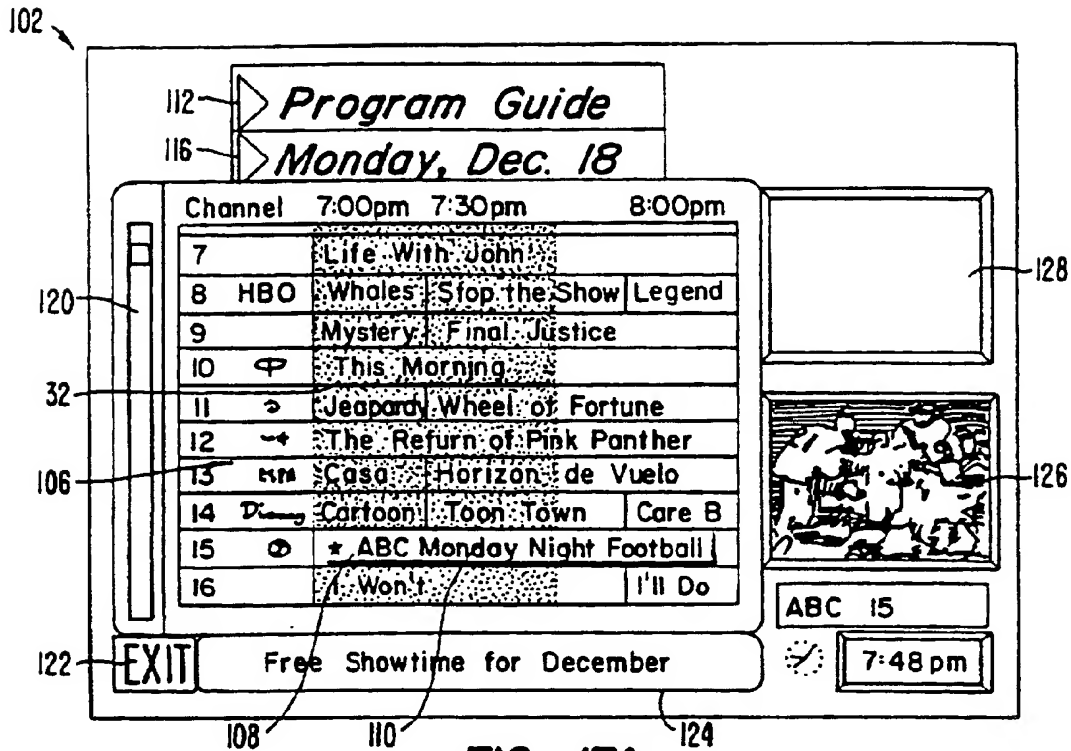 102
112 Program Guide
116 Monday, Dec. 18
Channel 7:00pm 7:30pm 8:00pm
7 Life With John
8 HBO Whales Stop the Show Legend
128
120
9 Mystery Final Justice
10 This Morning
32
11 Jeopardy Wheel of Fortune
12 The Return of Pink Panther
106
13 Casa Horizon de Vuelo
126
14 Disney Cartoon Toon Town Care B
15 * ABC Monday Night Football
16 I Won't I'll Do
ABC 15
122 EXIT Free Showtime for December 7:48 pm
108 110 124